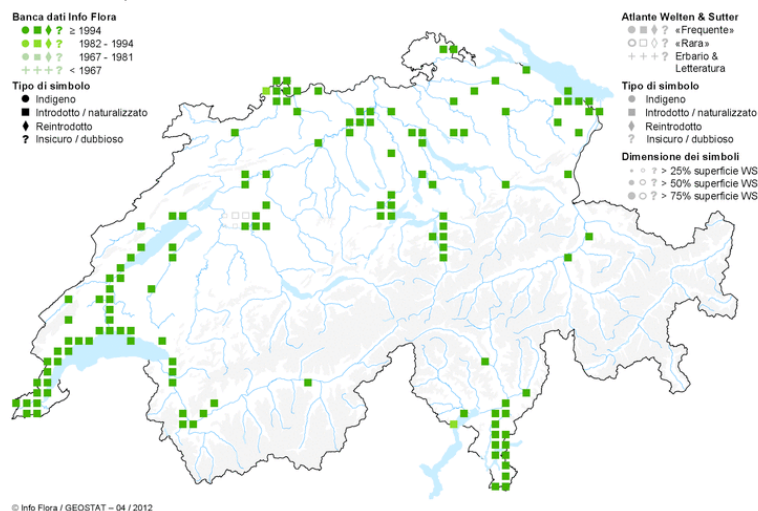 Banca dati Info Flora
? ≥ 1994
? 1982 - 1994
? 1967 - 1981
++++ < 1967
Tipo di simbolo
Indigeno
Introdotto / naturalizzato
Reintrodotto
? Insicuro / dubbioso
Atlante Welten & Sutter
? «Frequente»
? «Rara»
+++ Erbario &
Letteratura
Tipo di simbolo
Indigeno
Introdotto / naturalizzato
Reintrodotto
? Insicuro / dubbioso
Dimensione dei simboli
? > 25% superficie WS
? > 50% superficie WS
? > 75% superficie WS
© Info Flora / GEOSTAT – 04 / 2012